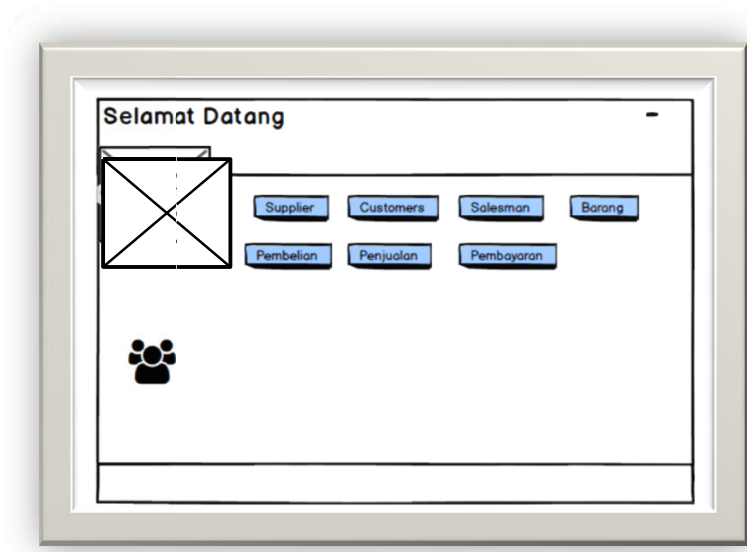 Selamat Datang
Supplier Customers Salesman Barang
Pembelian Penjualan Pembayaran